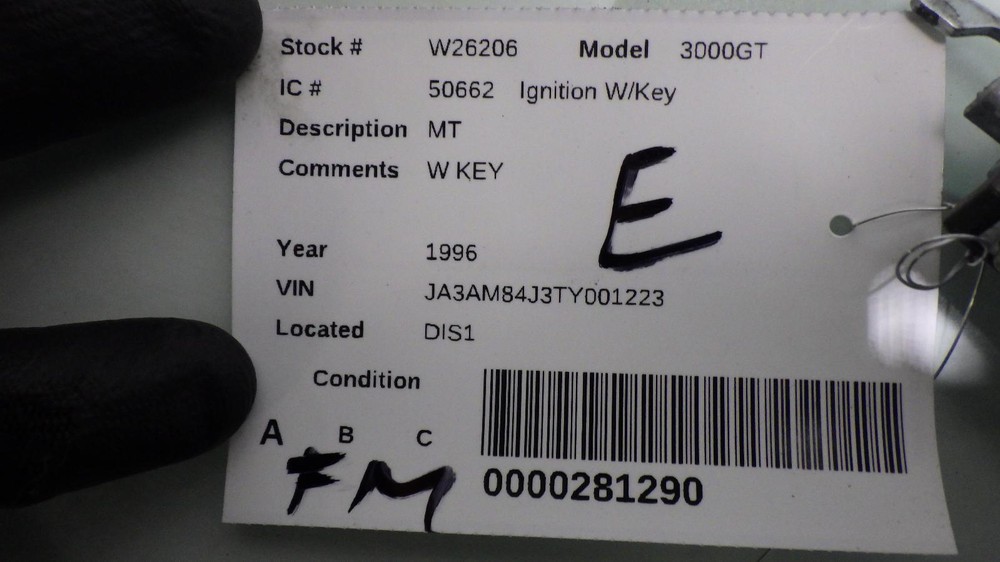 Stock # W26206 Model 3000GT
IC # 50662 Ignition W/Key
Description MT
Comments W KEY
E
Year 1996
VIN JA3AM84J3TY001223
Located DIS1
Condition
A B C
FM
0000281290